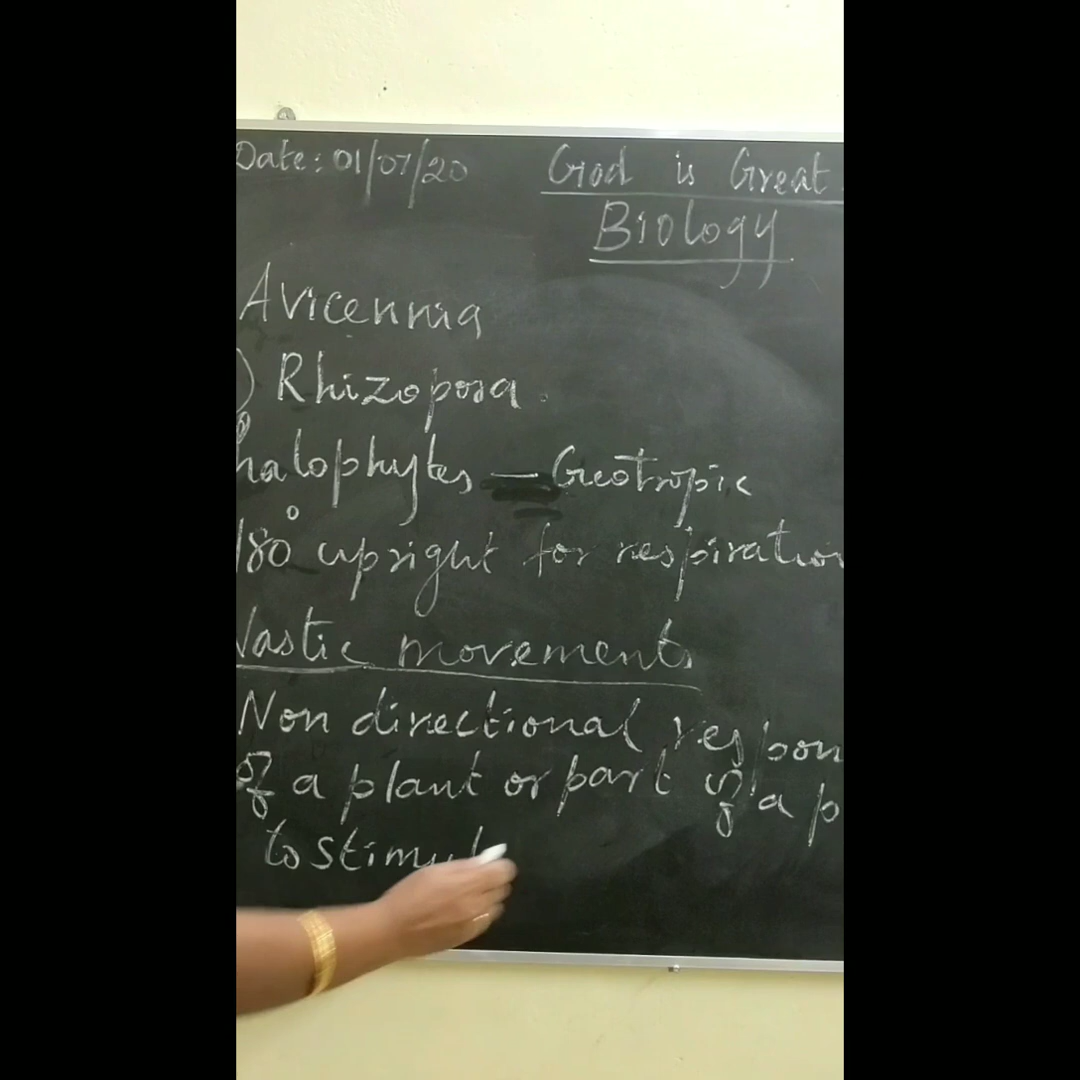 Date: 01/07/20 God is Great.
Biology
Avicennia
) Rhizopora.
halophytes — Geotropic
180° upright for respiration
Nastic movement.
Non directional respon
of a plant or part of a p
to stimul